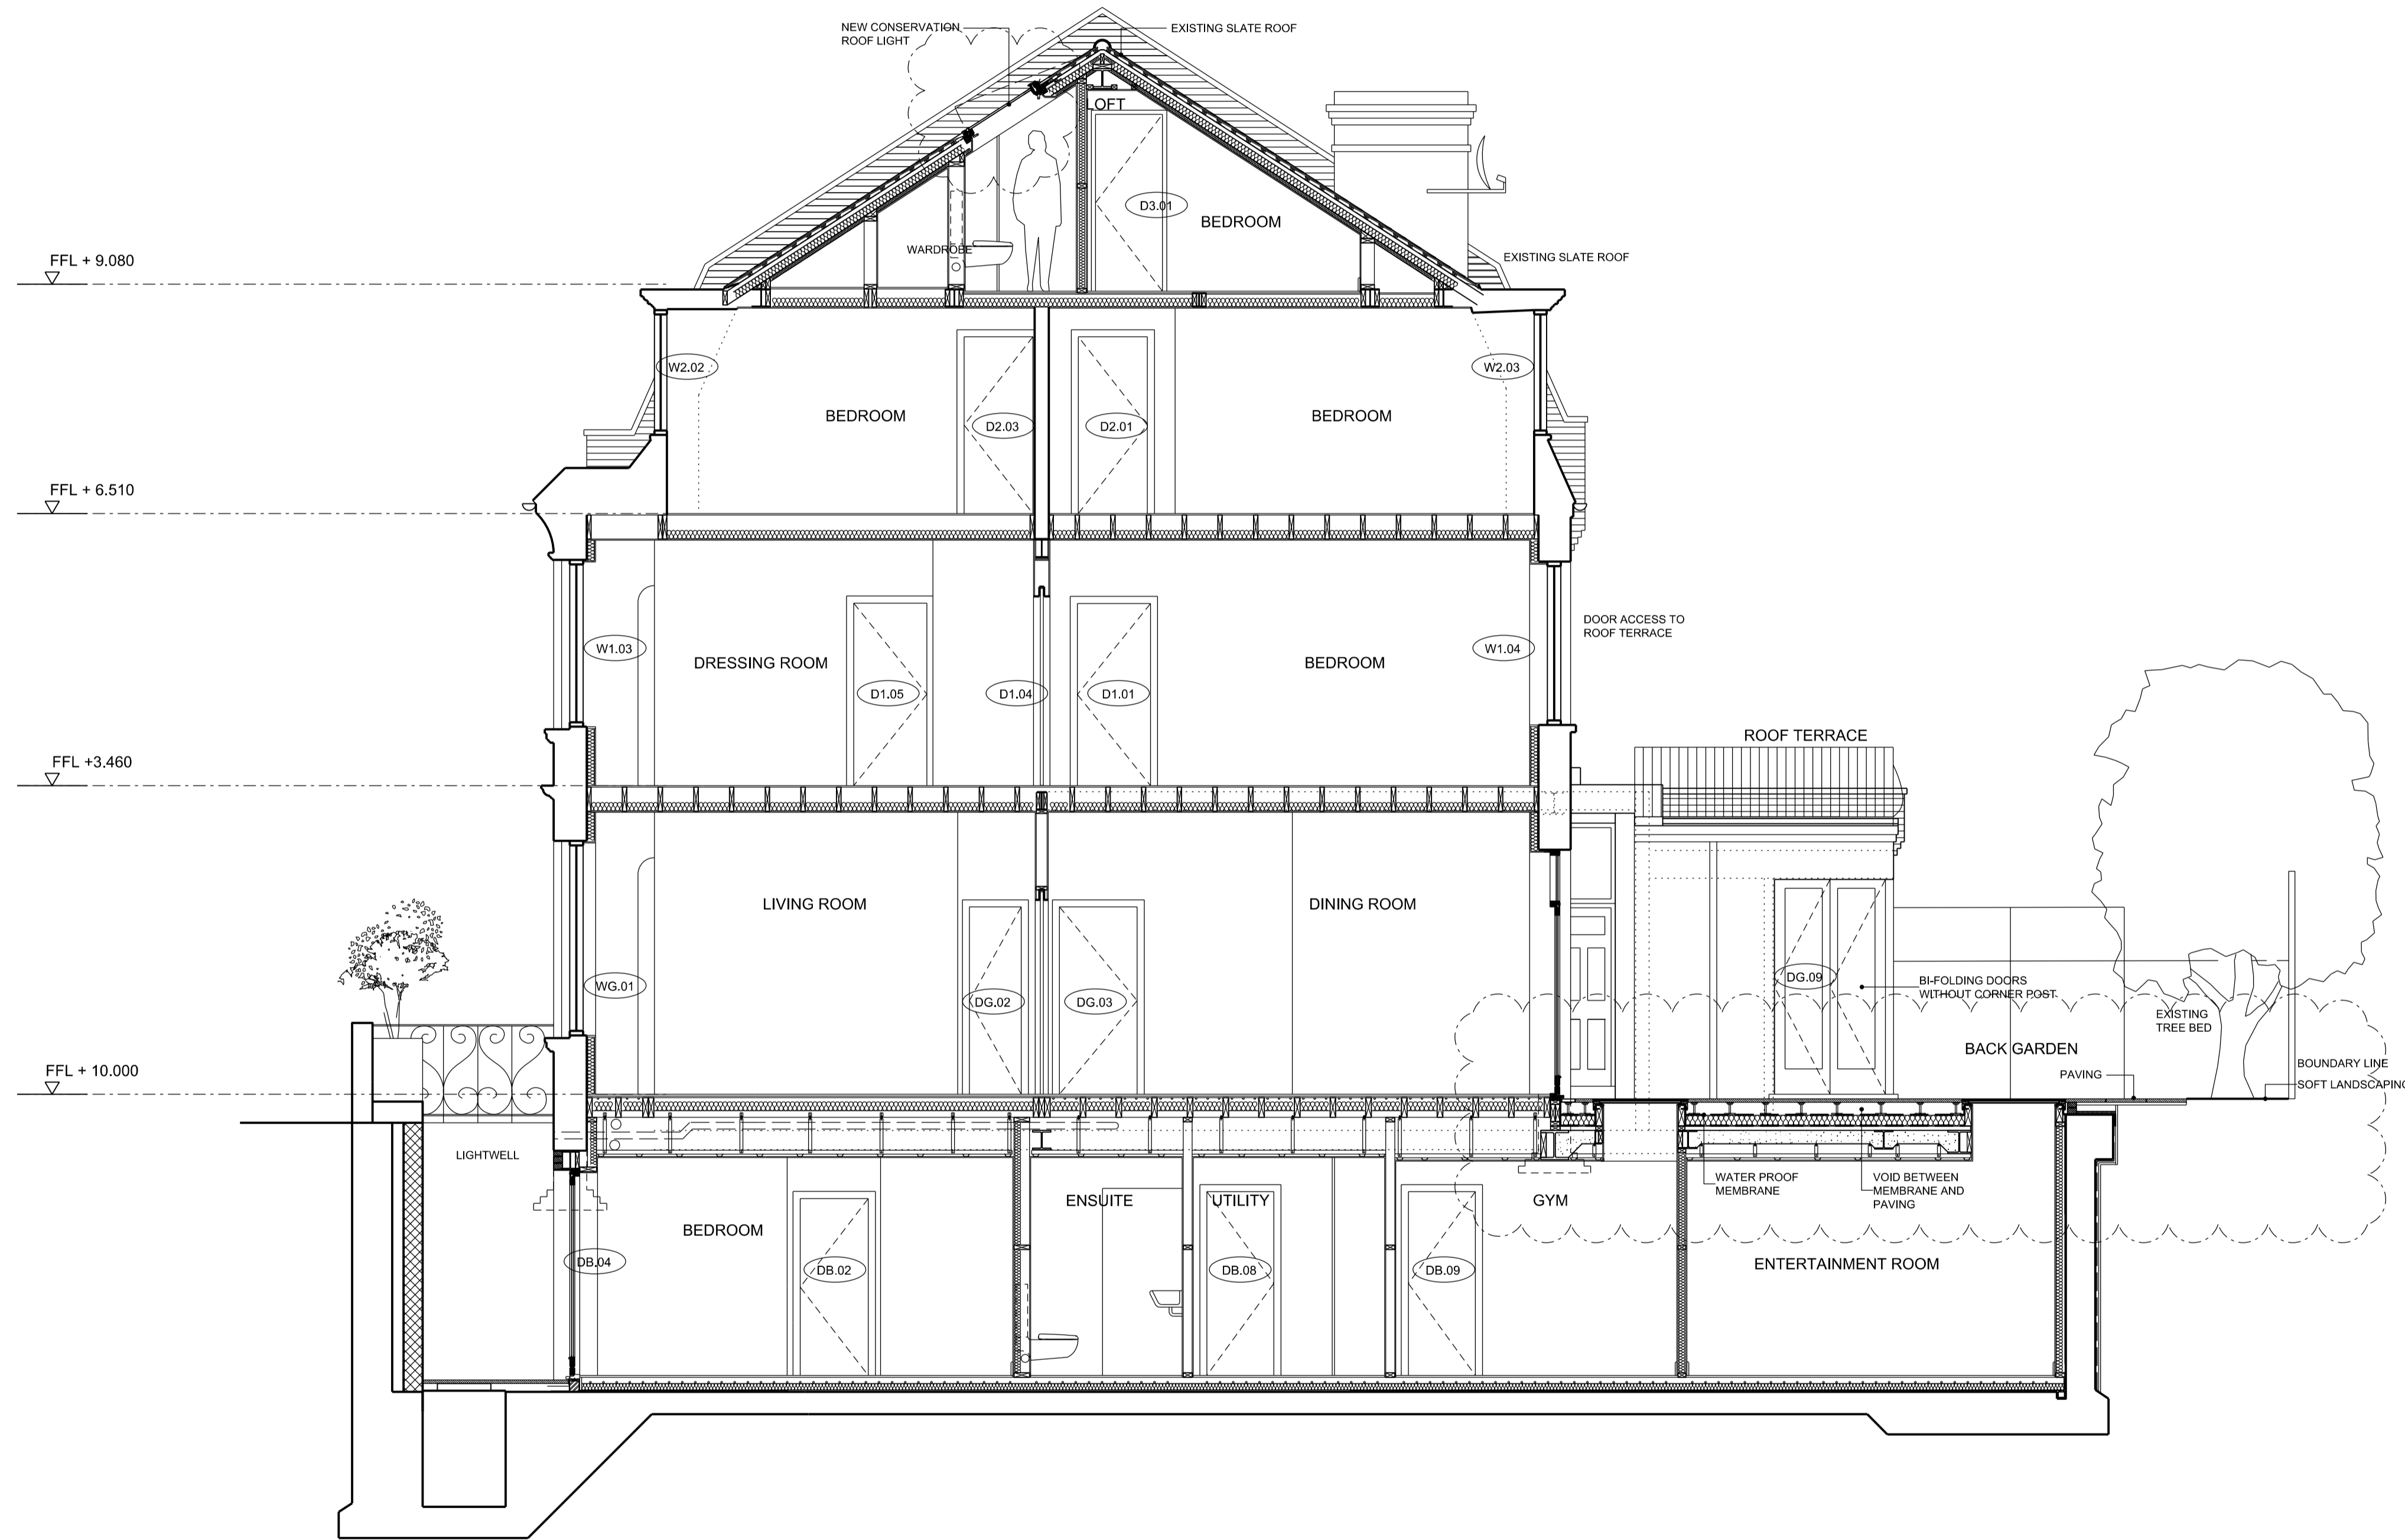 NEW CONSERVATION
ROOF LIGHT
EXISTING SLATE ROOF
LOFT
D3.01
BEDROOM
WARDROBE
EXISTING SLATE ROOF
FFL + 9.080
W2.02
W2.03
BEDROOM
D2.03
D2.01
BEDROOM
FFL + 6.510
DOOR ACCESS TO
ROOF TERRACE
W1.03
W1.04
DRESSING ROOM
BEDROOM
D1.05
D1.04
D1.01
ROOF TERRACE
FFL +3.460
LIVING ROOM
DINING ROOM
WG.01
DG.02
DG.03
DG.09
BI-FOLDING DOORS
WITHOUT CORNER POST
EXISTING
TREE BED
BACK GARDEN
BOUNDARY LINE
PAVING
SOFT LANDSCAPING
FFL + 10.000
LIGHTWELL
WATER PROOF
MEMBRANE
VOID BETWEEN
MEMBRANE AND
PAVING
BEDROOM
ENSUITE
UTILITY
GYM
DB.04
DB.02
DB.08
DB.09
ENTERTAINMENT ROOM